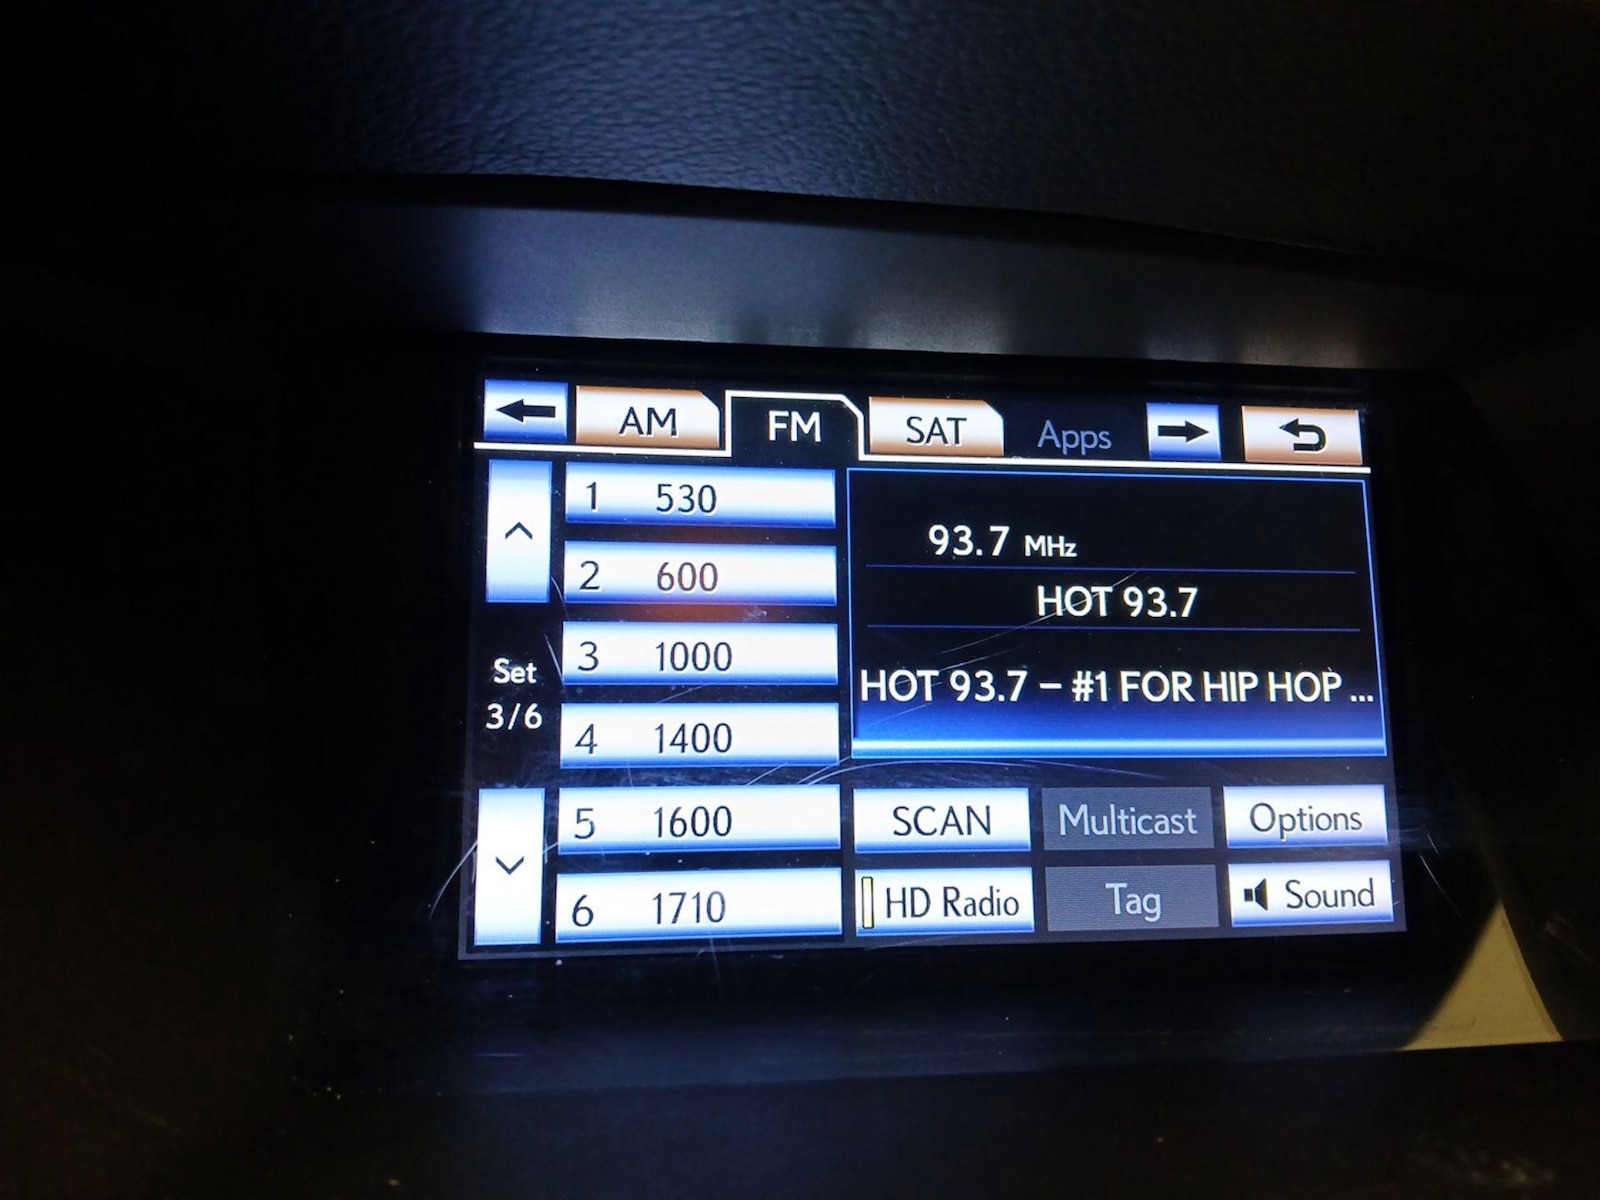 AM FM SAT Apps
1 530
2 600
3 1000
4 1400
5 1600
6 1710
Set
3/6
93.7 MHz
HOT 93.7
HOT 93.7 – #1 FOR HIP HOP ...
SCAN Multicast Options
HD Radio Tag Sound